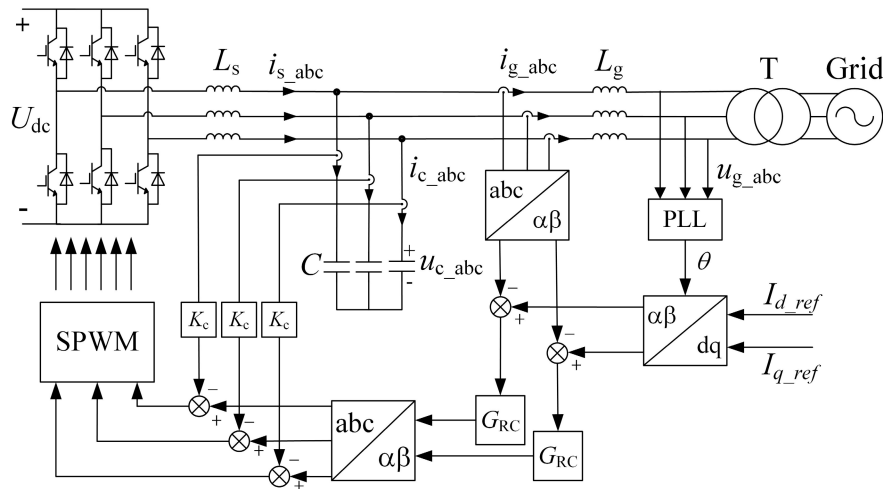 +
L_s
i_s_abc
i_g_abc
L_g
T
Grid
U_dc
i_c_abc
u_g_abc
-
abc
αβ
PLL
C
+
u_c_abc
-
θ
I_d_ref
K_c
K_c
K_c
−
+
αβ
dq
SPWM
−
+
I_q_ref
−
+
−
+
−
+
abc
αβ
G_RC
G_RC